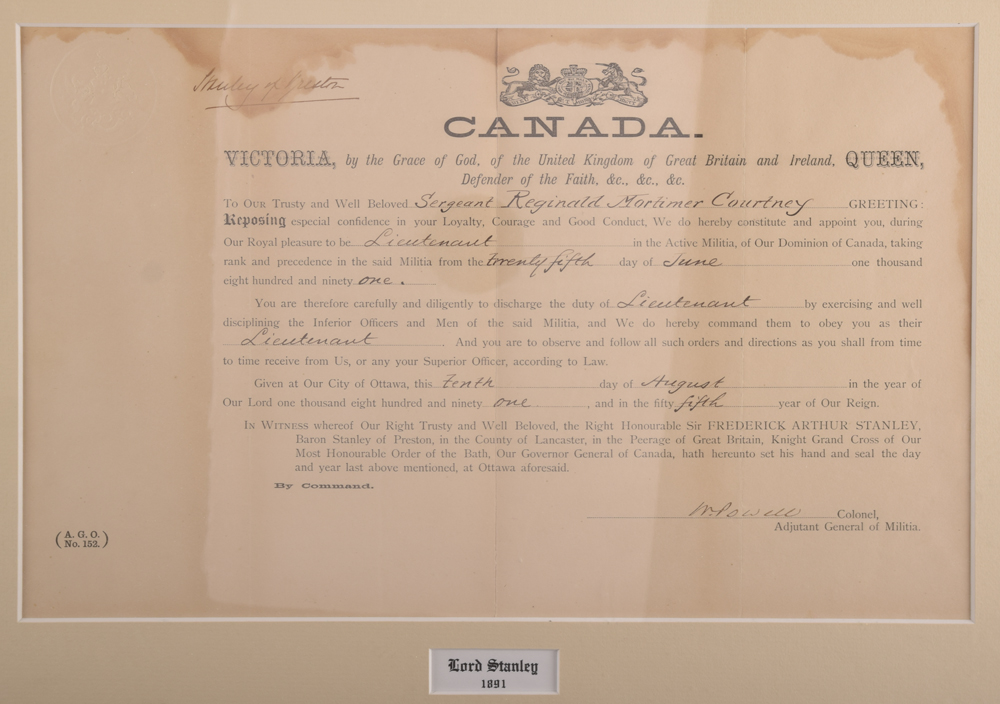 Stanley of Preston
CANADA.
VICTORIA, by the Grace of God, of the United Kingdom of Great Britain and Ireland, QUEEN,
Defender of the Faith, &c., &c., &c.
To Our Trusty and Well Beloved Sergeant Reginald Mortimer Courtney GREETING:
Reposing especial confidence in your Loyalty, Courage and Good Conduct, We do hereby constitute and appoint you, during
Our Royal pleasure to be Lieutenant in the Active Militia, of Our Dominion of Canada, taking
rank and precedence in the said Militia from the twenty fifth day of June one thousand
eight hundred and ninety one.
You are therefore carefully and diligently to discharge the duty of Lieutenant by exercising and well
disciplining the Inferior Officers and Men of the said Militia, and We do hereby command them to obey you as their
Lieutenant. And you are to observe and follow all such orders and directions as you shall from time
to time receive from Us, or any your Superior Officer, according to Law.
Given at Our City of Ottawa, this tenth day of August in the year of
Our Lord one thousand eight hundred and ninety one, and in the fifty fifth year of Our Reign.
In Witness whereof Our Right Trusty and Well Beloved, the Right Honourable Sir FREDERICK ARTHUR STANLEY,
Baron Stanley of Preston, in the County of Lancaster, in the Peerage of Great Britain, Knight Grand Cross of Our
Most Honourable Order of the Bath, Our Governor General of Canada, hath hereunto set his hand and seal the day
and year last above mentioned, at Ottawa aforesaid.
By Command.
W. Powell Colonel,
Adjutant General of Militia.
(A. G. O.
No. 152.)
Lord Stanley
1891